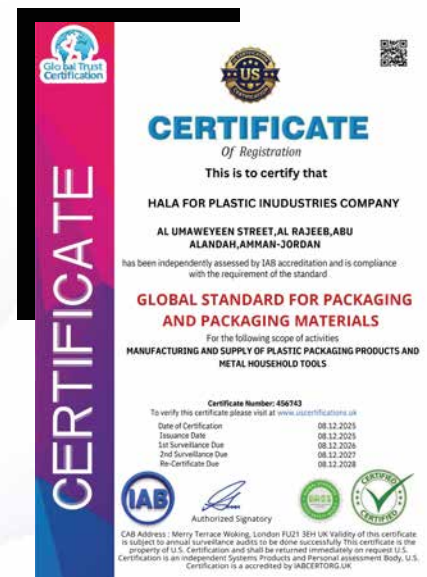 Global Trust
Certification
US
CERTIFICATE
Of Registration
This is to certify that
HALA FOR PLASTIC INUDUSTRIES COMPANY
AL UMAWEYEEN STREET,AL RAJEEB,ABU
ALANDAH,AMMAN-JORDAN
has been independently assessed by IAB accreditation and is compliance
with the requirement of the standard
GLOBAL STANDARD FOR PACKAGING
AND PACKAGING MATERIALS
For the following scope of activities
MANUFACTURING AND SUPPLY OF PLASTIC PACKAGING PRODUCTS AND
METAL HOUSEHOLD TOOLS
Certificate Number: 456743
To verify this certificate please visit at www.uscertifications.uk
Date of Certification 08.12.2025
Issuance Date 08.12.2025
1st Surveillance Due 08.12.2026
2nd Surveillance Due 08.12.2027
Re-Certificate Due 08.12.2028
CERTIFICATE
IAB
Authorized Signatory
CERTIFIED
CERTIFIED
CAB Address : Merry Terrace Woking, London FU21 3EH UK Validity of this certificate
is subject to annual surveillance audits to be done successfully This certificate is the
property of U.S. Certification and shall be returned immediately on request U.S.
Certification is an independent Systems Products and Personal assessment Body, U.S.
Certification is a accredited by IABCERTORG.UK